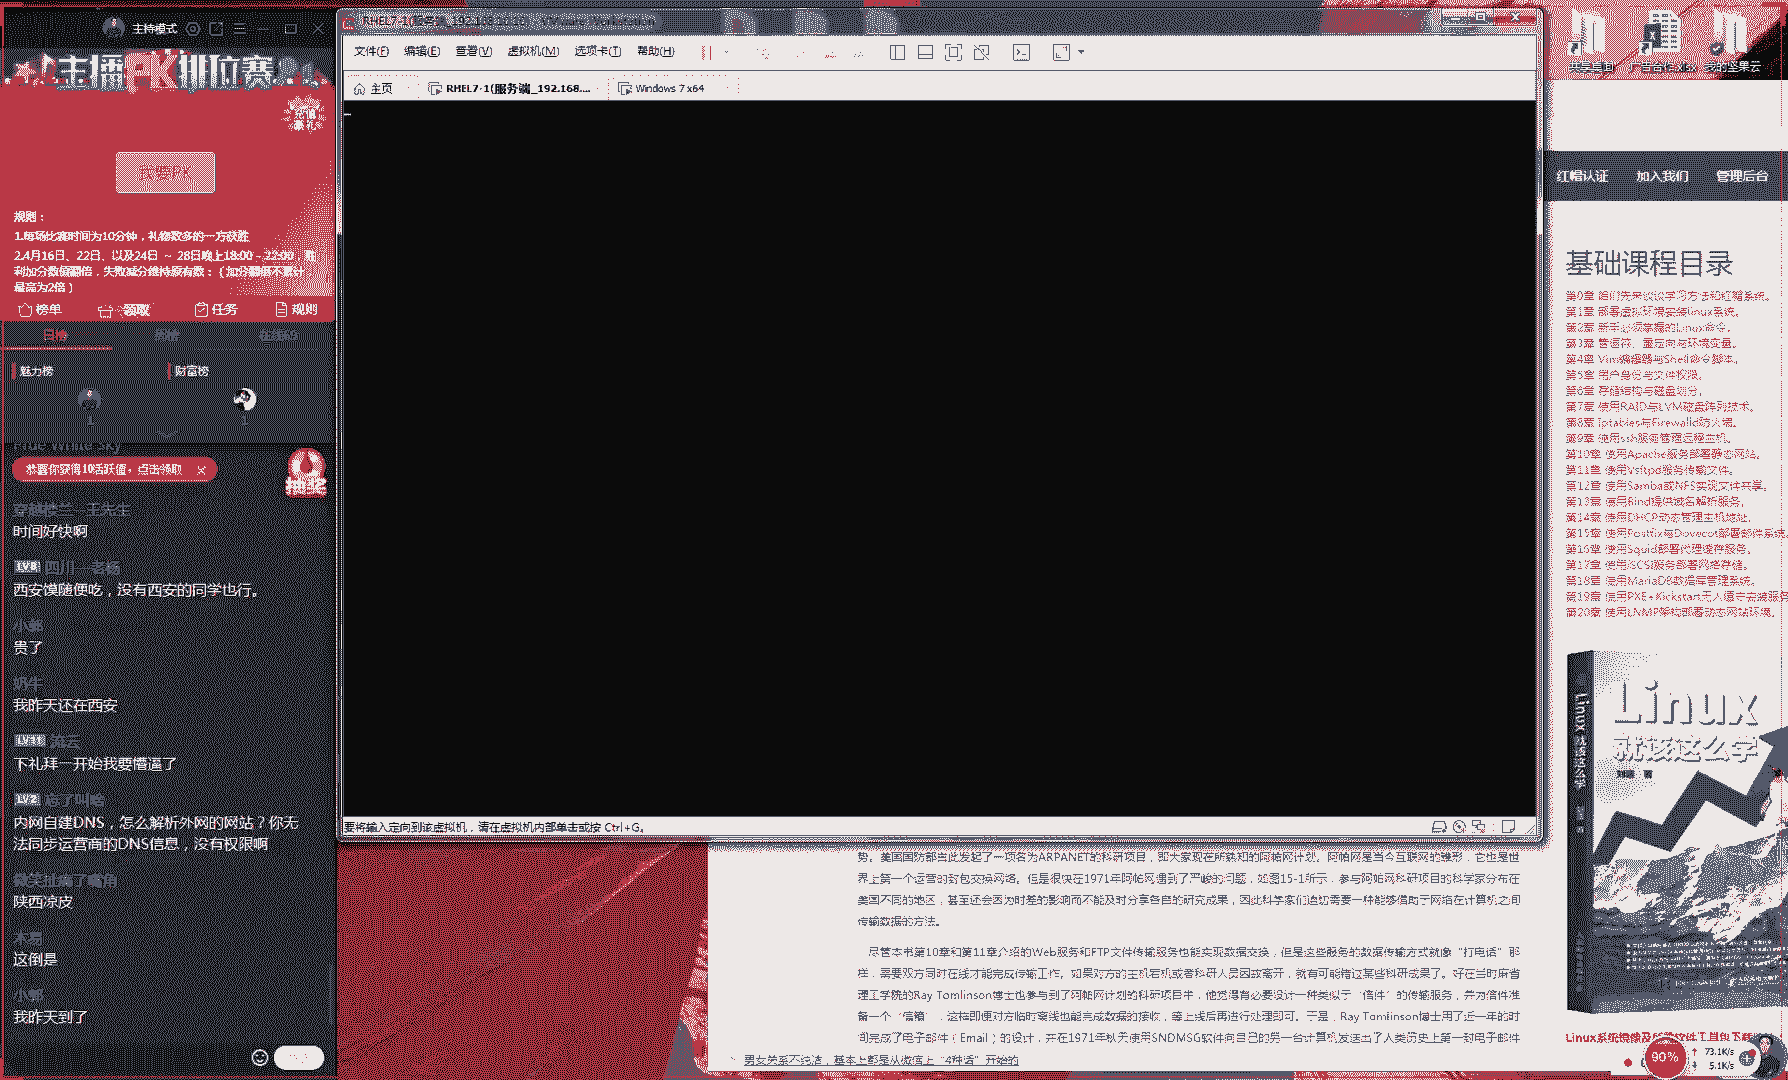 主持模式
主播PK排位赛
我要PK
规则：
1.每场比赛时间为10分钟，礼物数多的一方获胜
2.4月16日、22日、以及24日 ~ 28日晚上18:00 - 22:00，胜
利加分数值翻倍，失败减分维持原有数；（加分翻倍不累计
最高为2倍）
榜单 领取 任务 规则
日榜 周榜
魅力榜 财富榜
恭喜你获得10活跃值，点击领取
抽奖
时间好快啊
LV8 四川—老杨
西安馍随便吃，没有西安的同学也行。
小郭
贵了
奶牛
我昨天还在西安
LV11 流云
下礼拜一开始我要懵逼了
LV2 忘了叫啥
内网自建DNS，怎么解析外网的网站？你无
法同步运营商的DNS信息，没有权限啊
微笑扯痛了嘴角
陕西凉皮
木易
这倒是
小郭
我昨天到了
文件(F) 编辑(E) 查看(V) 虚拟机(M) 选项卡(T) 帮助(H)
主页 RHEL7-1(服务端_192.168.... Windows 7 x64
要将输入定向到该虚拟机，请在虚拟机内部单击或按 Ctrl+G。
势。美国国防部由此发起了一项名为ARPANET的科研项目，即大家现在所熟知的阿帕网计划。阿帕网是当今互联网的雏形，它也是世
界上第一个运营的封包交换网络。但是很快在1971年阿帕网遇到了严峻的问题，如图15-1所示，参与阿帕网科研项目的科学家分布在
美国不同的地区，甚至还会因为时差的影响而不能及时分享各自的研究成果，因此科学家们迫切需要一种能够借助于网络在计算机之间
传输数据的方法。
尽管本书第10章和第11章介绍的Web服务和FTP文件传输服务也能实现数据交换，但是这些服务的数据传输方式就像“打电话”那
样，需要双方同时在线才能完成传输工作。如果对方的主机宕机或者科研人员因故离开，就有可能错过某些科研成果了。好在当时麻省
理工学院的Ray Tomlinson博士也参与到了阿帕网计划的科研项目中，他觉得有必要设计一种类似于“信件”的传输服务，并为信件准
备一个“信箱”，这样即便对方临时离线也能完成数据的接收，等上线后再进行处理即可。于是，Ray Tomlinson博士用了近一年的时
间完成了电子邮件（Email）的设计，并在1971年秋天使用SNDMSG软件向自己的另一台计算机发送出了人类历史上第一封电子邮件
男女关系不纯洁，基本上都是从微信上“4种话”开始的
共享空间 我的坚果云
红帽认证 加入我们 管理后台
基础课程目录
第0章 咱们先来谈谈学习方法和红帽系统。
第1章 部署虚拟环境安装linux系统。
第2章 新手必须掌握的Linux命令。
第3章 管道符、重定向与环境变量。
第4章 Vim编辑器与Shell命令脚本。
第5章 用户身份与文件权限。
第6章 存储结构与磁盘划分。
第7章 使用RAID与LVM磁盘阵列技术。
第8章 Iptables与Firewalld防火墙。
第9章 使用ssh服务管理远程主机。
第10章 使用Apache服务部署静态网站。
第11章 使用Vsftpd服务传输文件。
第12章 使用Samba或NFS实现文件共享。
第13章 使用Bind提供域名解析服务。
第14章 使用DHCP动态管理主机地址。
第15章 使用Postfix与Dovecot部署邮件系统。
第16章 使用Squid部署代理缓存服务。
第17章 使用iSCSI服务部署网络存储。
第18章 使用MariaDB数据库管理系统。
第19章 使用PXE+Kickstart无人值守安装服务
第20章 使用LNMP架构部署动态网站环境。
Linux
就该这么学
Linux 就该这么学
90%
73.1K/s
5.1K/s